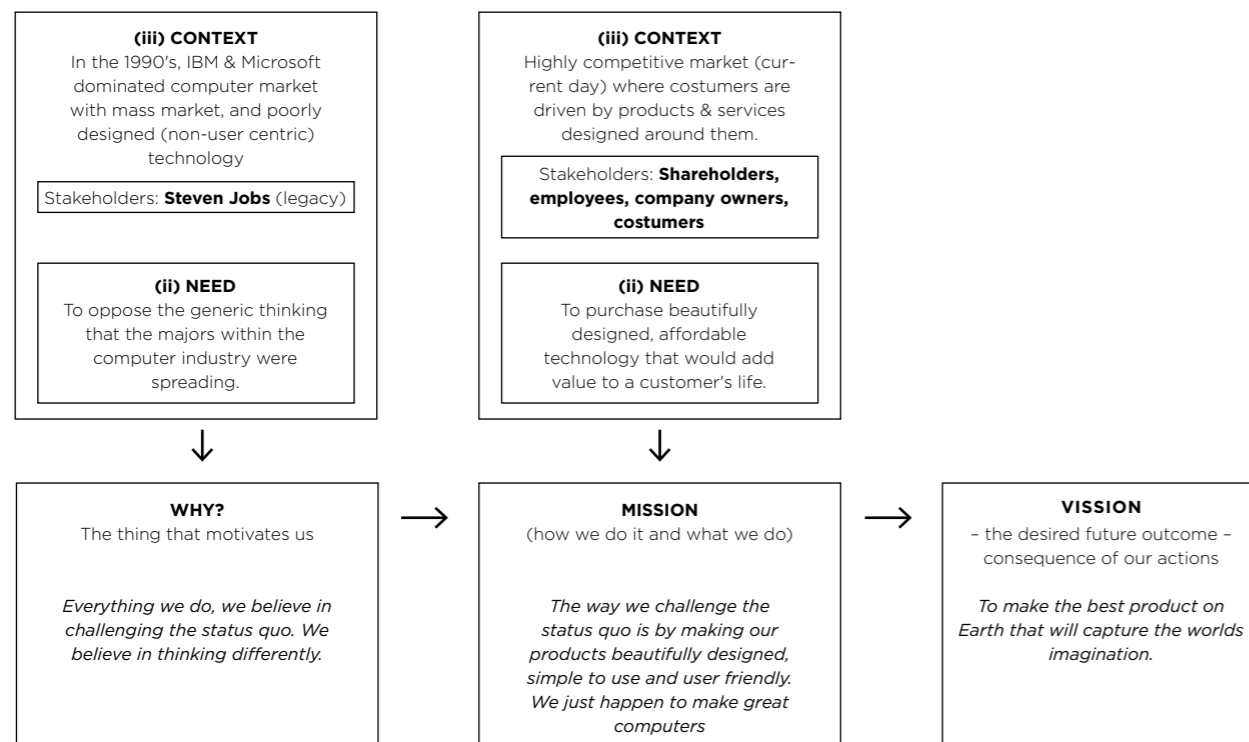 (iii) CONTEXT
In the 1990's, IBM & Microsoft
dominated computer market
with mass market, and poorly
designed (non-user centric)
technology
Stakeholders: Steven Jobs (legacy)
(ii) NEED
To oppose the generic thinking
that the majors within the
computer industry were
spreading.
(iii) CONTEXT
Highly competitive market (cur-
rent day) where costumers are
driven by products & services
designed around them.
Stakeholders: Shareholders,
employees, company owners,
costumers
(ii) NEED
To purchase beautifully
designed, affordable
technology that would add
value to a customer's life.
WHY?
The thing that motivates us
Everything we do, we believe in
challenging the status quo. We
believe in thinking differently.
MISSION
(how we do it and what we do)
The way we challenge the
status quo is by making our
products beautifully designed,
simple to use and user friendly.
We just happen to make great
computers
VISSION
– the desired future outcome –
consequence of our actions
To make the best product on
Earth that will capture the worlds
imagination.